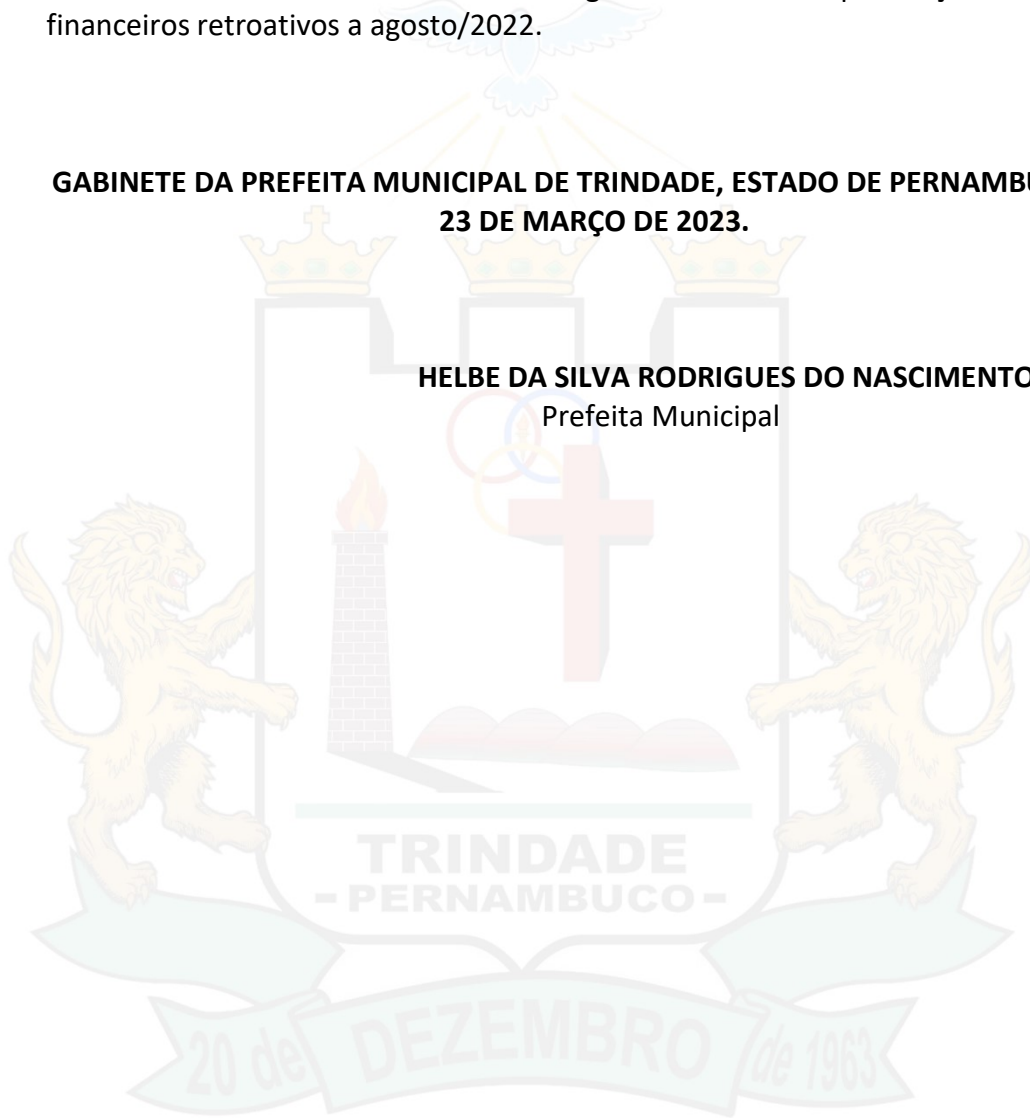 financeiros retroativos a agosto/2022.
GABINETE DA PREFEITA MUNICIPAL DE TRINDADE, ESTADO DE
23 DE MARÇO DE 2023.
HELBE DA SILVA RODRIGUES DO NASCIMENTO
Prefeita Municipal
TRINDADE
- PERNAMBUCO -
20 de DEZEMBRO de 1963